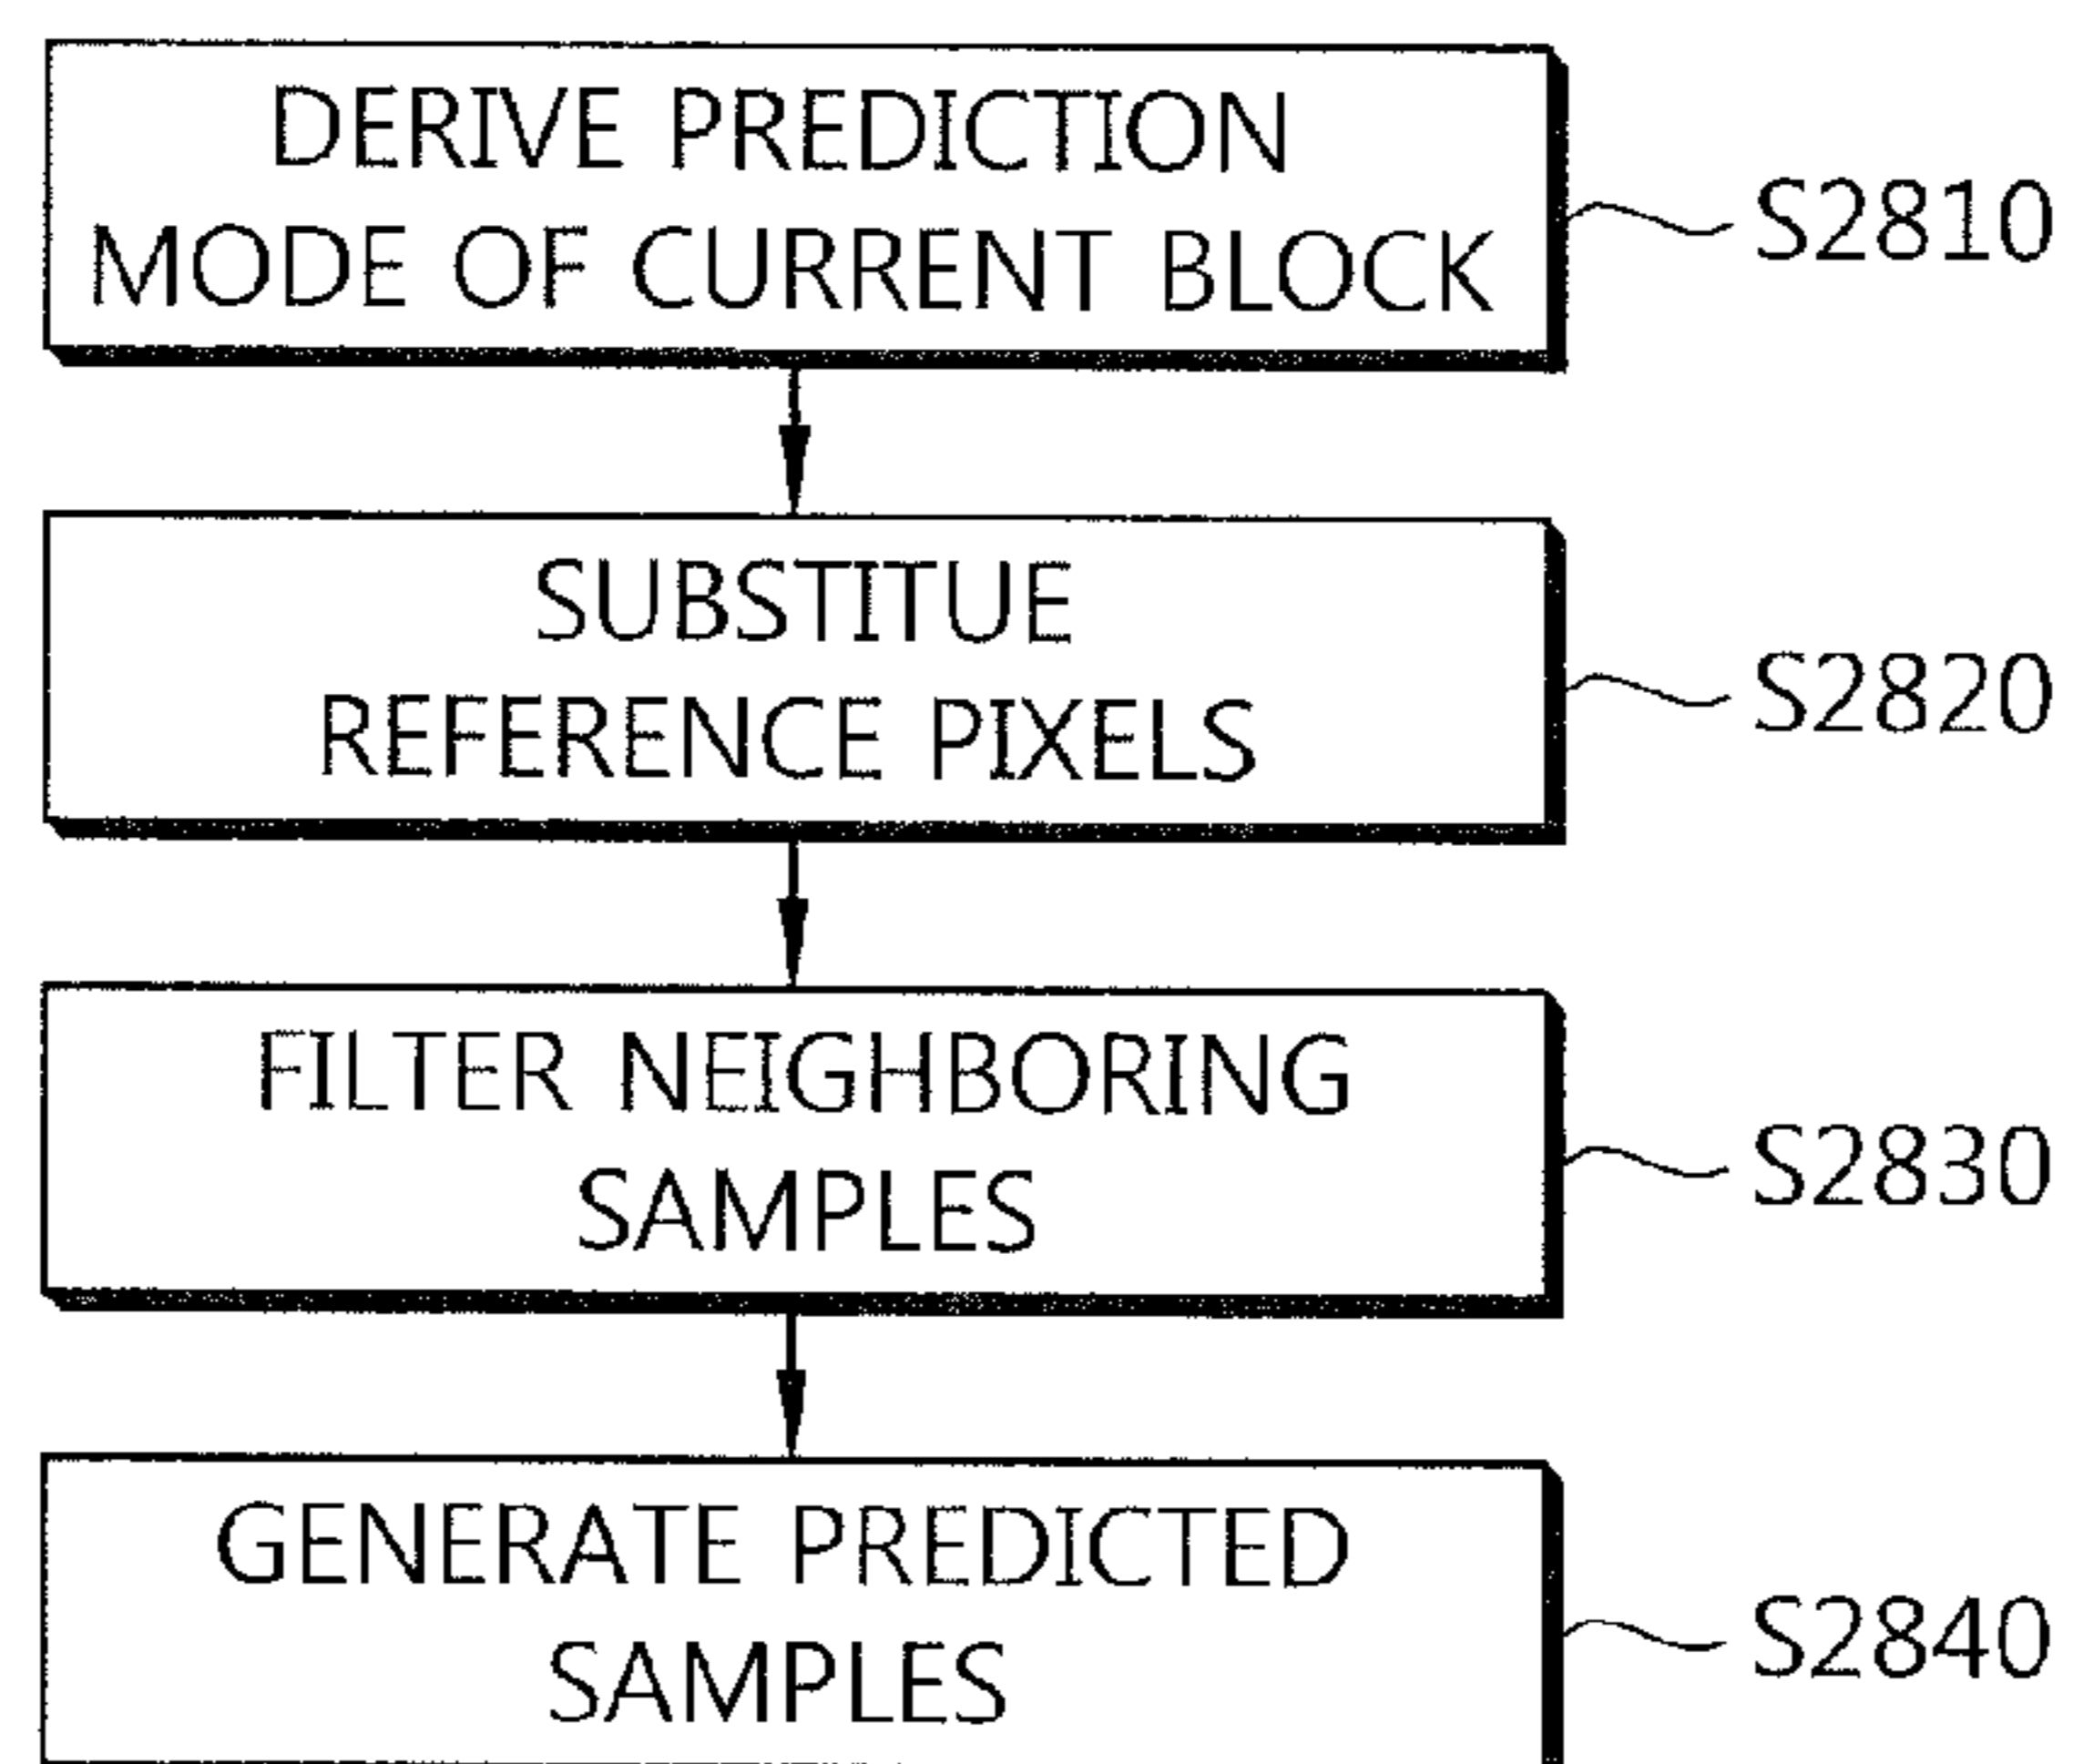 DERIVE PREDICTION
MODE OF CURRENT BLOCK
S2810
SUBSTITUE
REFERENCE PIXELS
S2820
FILTER NEIGHBORING
SAMPLES
S2830
GENERATE PREDICTED
SAMPLES
S2840